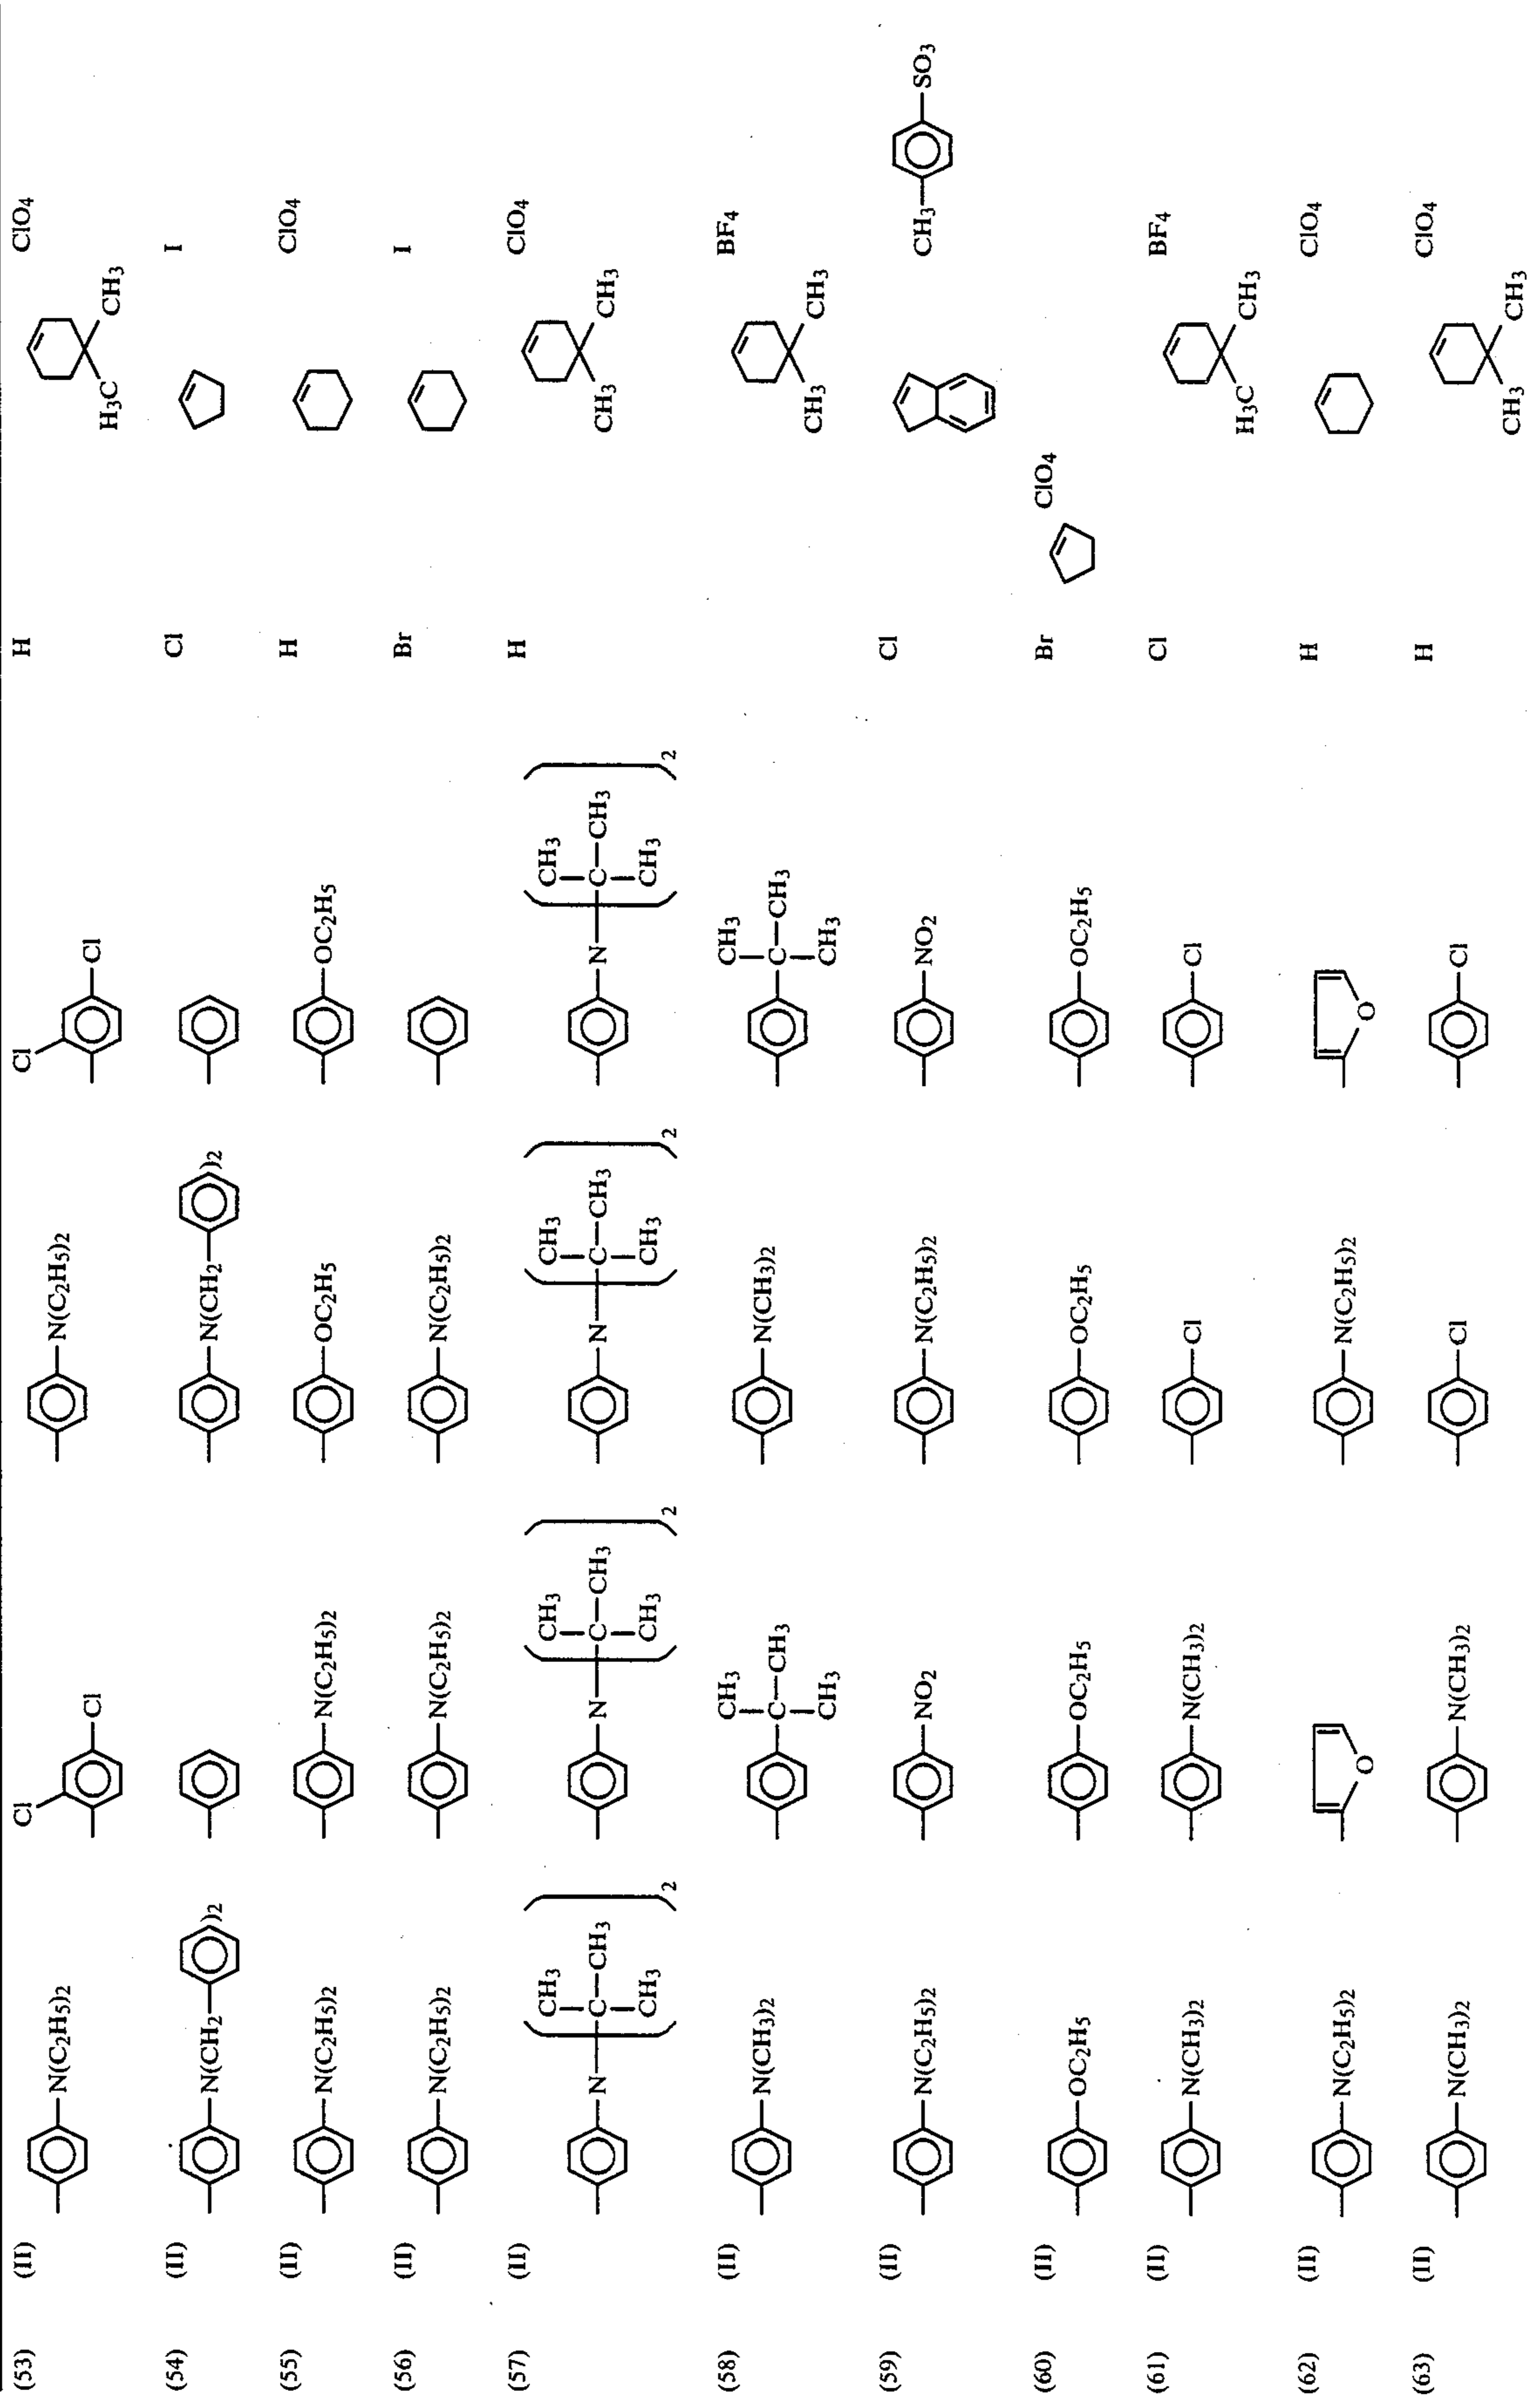 (53) (II) N(C2H5)2 Cl Cl N(C2H5)2 Cl Cl H H3C CH3 ClO4
(54) (II) N(CH2 )2 N(CH2 )2 Cl I
(55) (II) N(C2H5)2 N(C2H5)2 OC2H5 OC2H5 H ClO4
(56) (II) N(C2H5)2 N(C2H5)2 N(C2H5)2 Br I
(57) (II) N ( CH3 C CH3 CH3 )2 N ( CH3 C CH3 CH3 )2 N ( CH3 C CH3 CH3 )2 N ( CH3 C CH3 CH3 )2 H CH3 CH3 ClO4
(58) (II) N(CH3)2 CH3 C CH3 CH3 N(CH3)2 CH3 C CH3 CH3 CH3 CH3 BF4
(59) (II) N(C2H5)2 NO2 N(C2H5)2 NO2 Cl CH3 SO3
(60) (II) OC2H5 OC2H5 OC2H5 OC2H5 Br ClO4
(61) (II) N(CH3)2 N(CH3)2 Cl Cl Cl H3C CH3 BF4
(62) (II) N(C2H5)2 O N(C2H5)2 O H ClO4
(63) (II) N(CH3)2 N(CH3)2 Cl Cl H CH3 CH3 ClO4